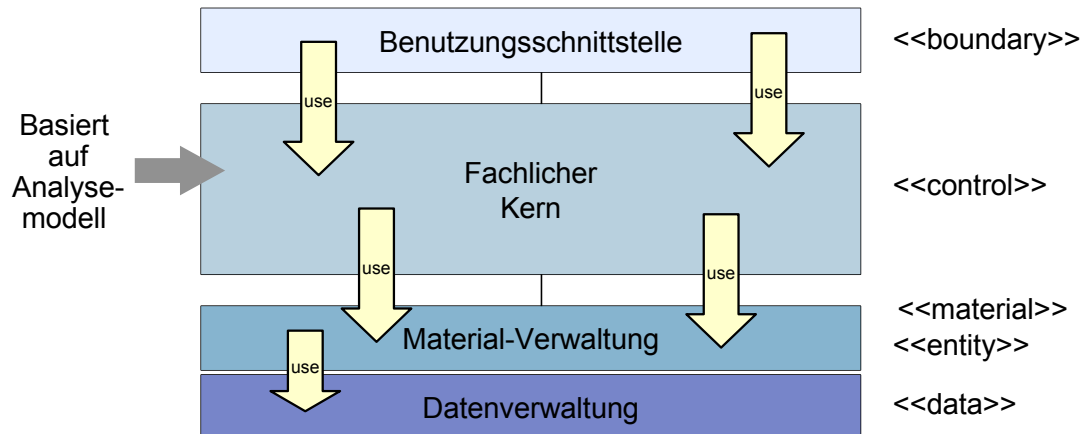 Benutzungsschnittstelle
<<boundary>>
use
use
Basiert
auf
Analyse-
modell
Fachlicher
Kern
<<control>>
use
use
Material-Verwaltung
<<material>>
<<entity>>
use
Datenverwaltung
<<data>>